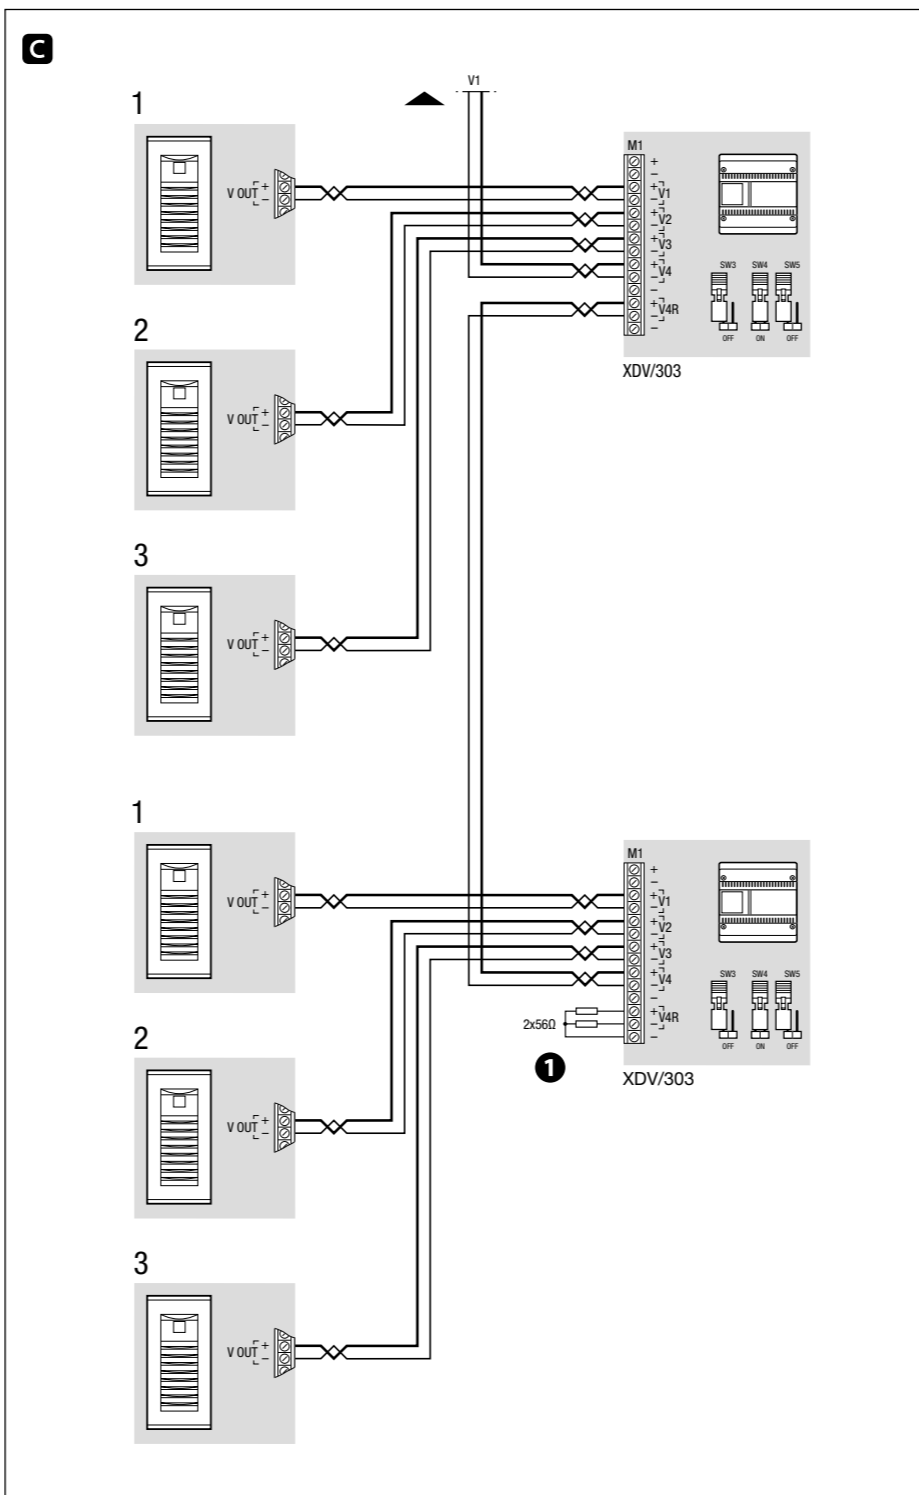 C
V1
1
V OUT
+
–
M1
+
–
+
– V1
+
– V2
+
– V3
+
– V4
–
+
– V4R
–
SW3 SW4 SW5
OFF ON OFF
XDV/303
2
V OUT
+
–
3
V OUT
+
–
1
V OUT
+
–
M1
+
–
+
– V1
+
– V2
+
– V3
+
– V4
–
+
– V4R
–
SW3 SW4 SW5
OFF ON OFF
2x56Ω
1
XDV/303
2
V OUT
+
–
3
V OUT
+
–